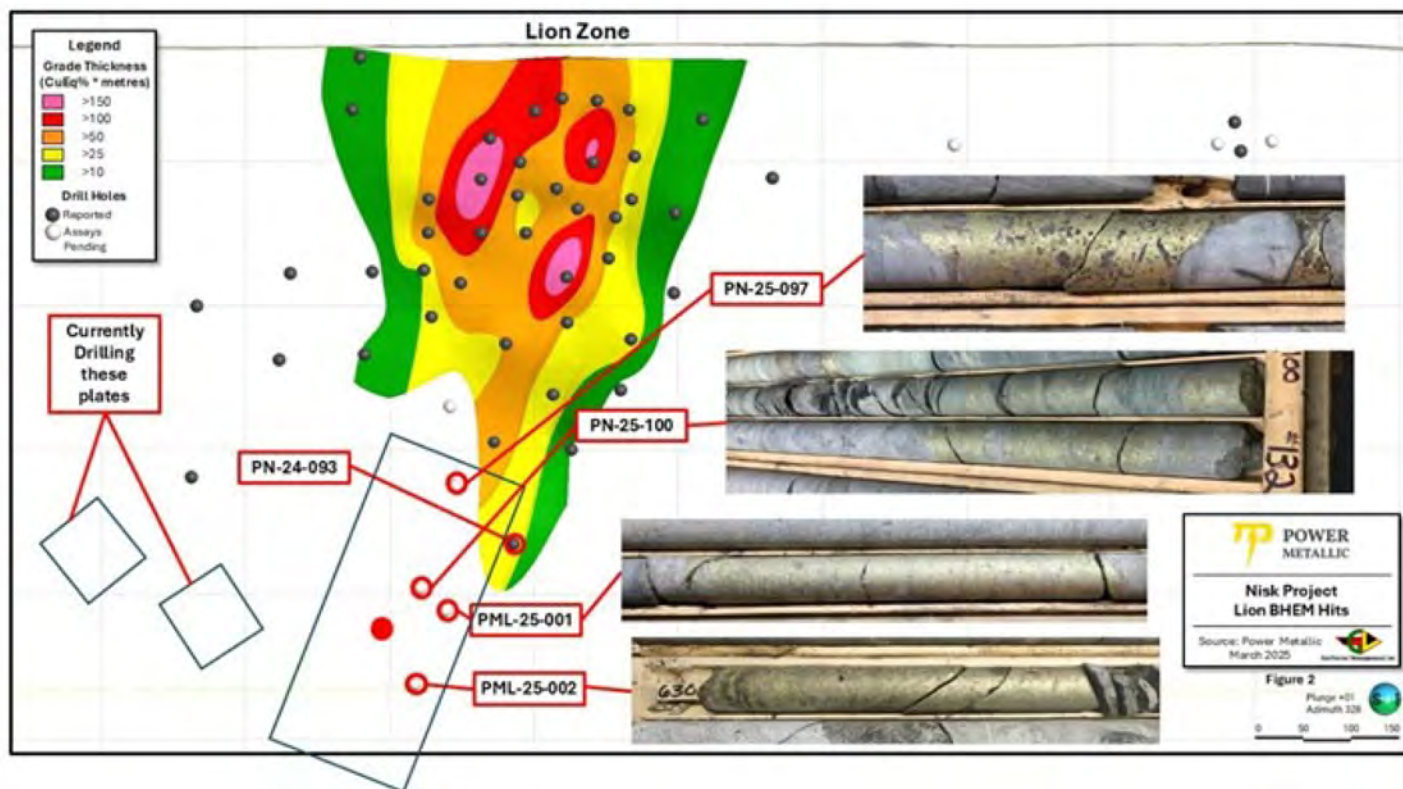 Lion Zone
Legend
Grade Thickness
(CuEq% * metres)
>150
>100
>50
>25
>10
Drill Holes
Reported
Assays
Pending
Currently
Drilling
these
plates
PN-25-097
PN-25-100
PN-24-093
PML-25-001
PML-25-002
100
132
630
POWER
METALLIC
Nisk Project
Lion BHEM Hits
Source: Power Metallic
March 2025
Figure 2
Plunge +01
Azimuth 328
0 50 100 150